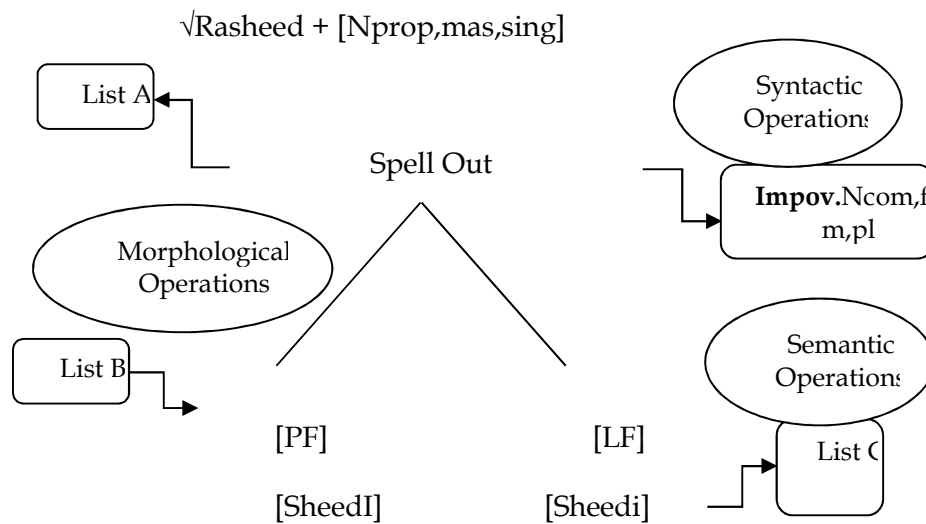 √Rasheed + [Nprop,mas,sing]
List A
Syntactic
Operations
Spell Out
Impov.Ncom,f
m,pl
Morphological
Operations
List B
Semantic
Operations
[PF]
[LF]
List C
[SheedI]
[Sheedi]